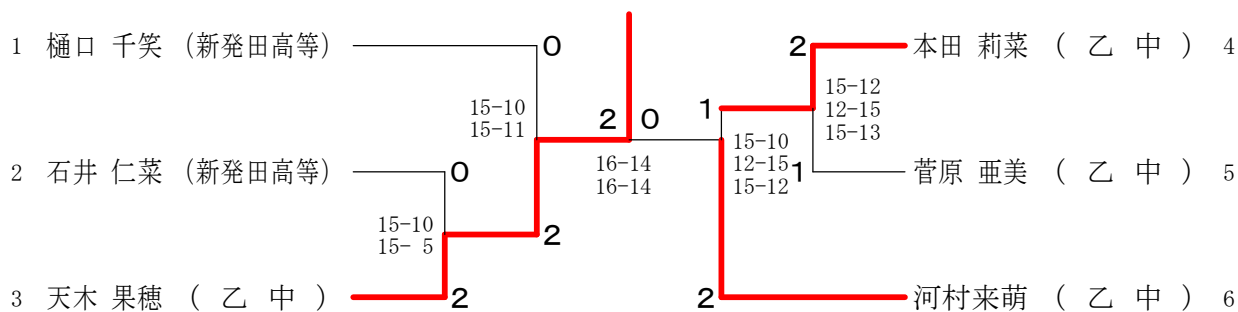 1 樋口 千笑 (新発田高等) 0
2 本田 莉菜 ( 乙 中 ) 4
15-10
15-11
2 0
1
15-12
12-15
15-13
2 石井 仁菜 (新発田高等) 0
16-14
16-14
15-10
12-15
15-12
1 菅原 亜美 ( 乙 中 ) 5
15-10
15- 5
2
3 天木 果穂 ( 乙 中 ) 2
2 河村来萌 ( 乙 中 ) 6